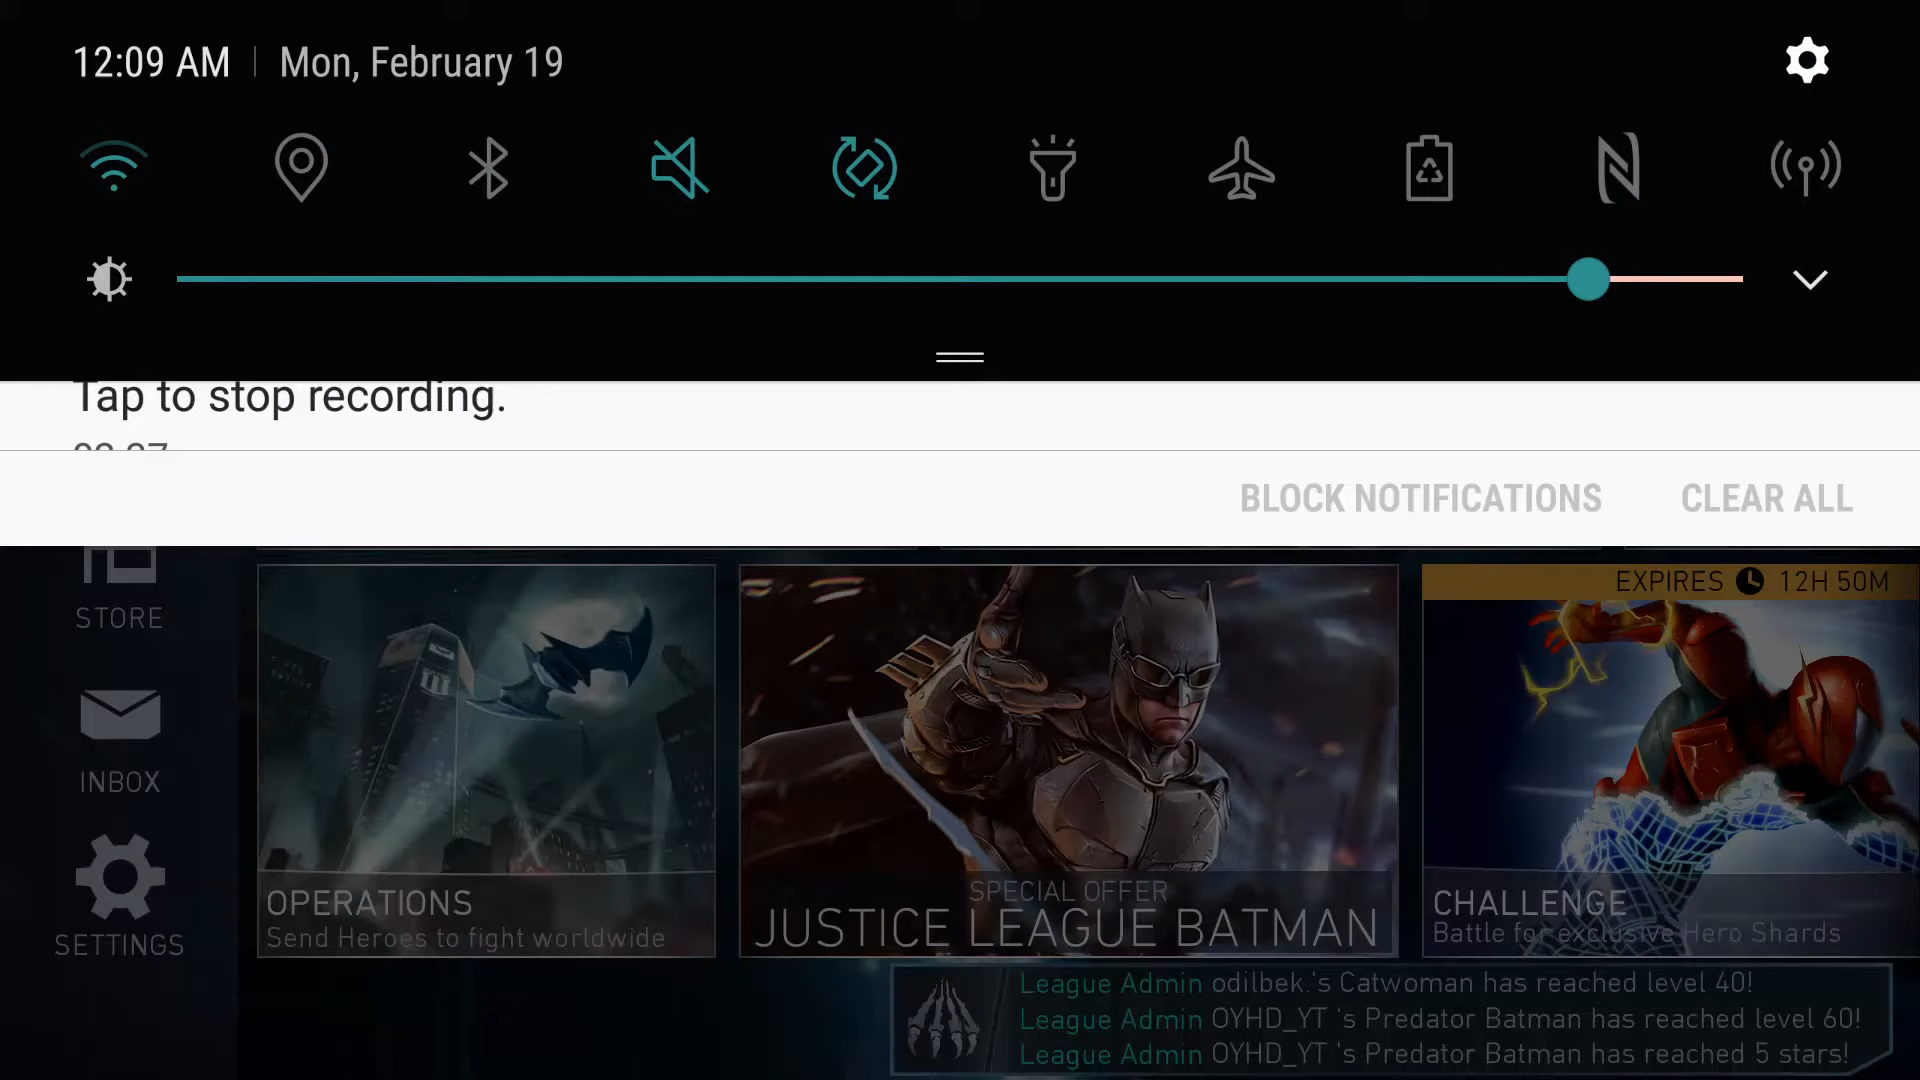 12:09 AM | Mon, February 19
Tap to stop recording.
BLOCK NOTIFICATIONS CLEAR ALL
STORE
INBOX
SETTINGS
OPERATIONS
Send Heroes to fight worldwide
SPECIAL OFFER
JUSTICE LEAGUE BATMAN
EXPIRES 12H 50M
CHALLENGE
Battle for exclusive Hero Shards
League Admin odilbek.'s Catwoman has reached level 40!
League Admin OYHD_YT 's Predator Batman has reached level 60!
League Admin OYHD_YT 's Predator Batman has reached 5 stars!